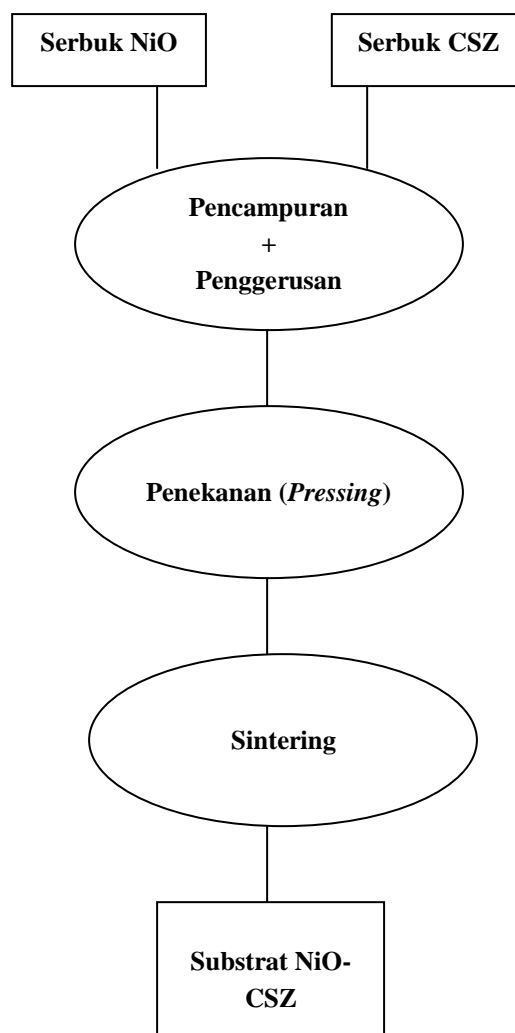 Serbuk NiO
Serbuk CSZ
Pencampuran
+
Penggerusan
Penekanan (Pressing)
Sintering
Substrat NiO-
CSZ